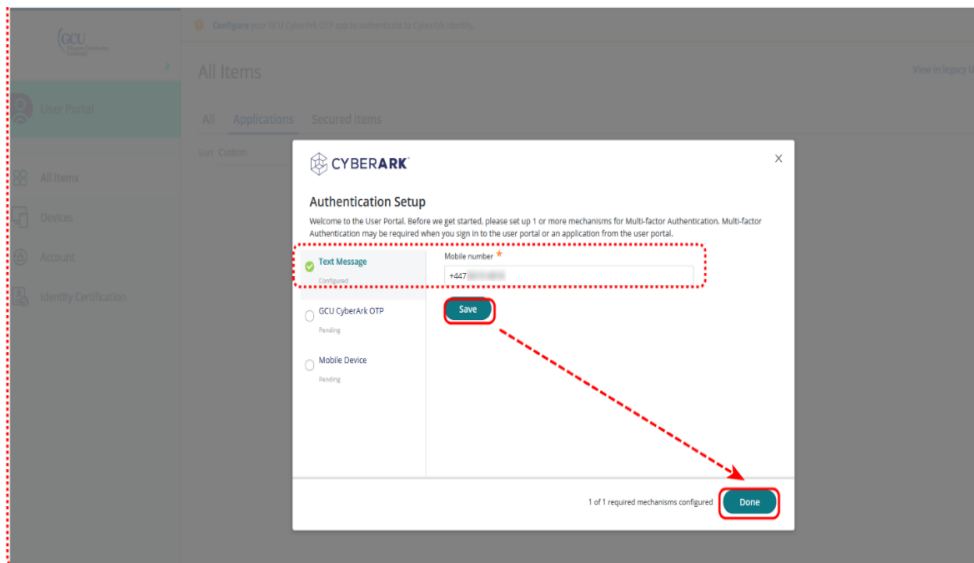 GCU
Configure your GCU CyberArk OTP app to authenticate to CyberArk Identity
All Items
View in legacy
User Portal
All Applications Secured Items
Sort Custom
CYBERARK
X
All Items
Authentication Setup
Welcome to the User Portal. Before we get started, please set up 1 or more mechanisms for Multi-factor Authentication. Multi-factor
Authentication may be required when you sign in to the user portal or an application from the user portal.
Devices
Account
Identity Certification
Text Message
Configured
Mobile number *
+447
GCU CyberArk OTP
Pending
Save
Mobile Device
Pending
1 of 1 required mechanisms configured
Done